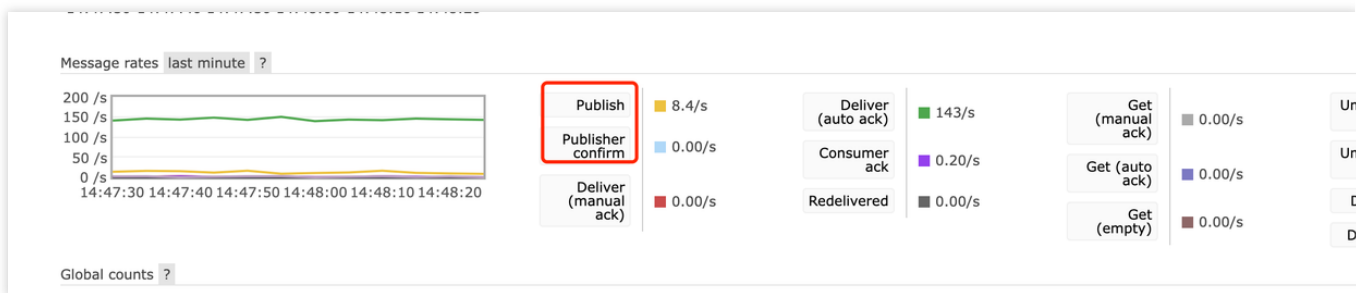 Message rates last minute ?
200 /s
150 /s
100 /s
50 /s
0 /s
14:47:30 14:47:40 14:47:50 14:48:00 14:48:10 14:48:20
Publish
8.4/s
Publisher
confirm
0.00/s
Deliver
(manual
ack)
0.00/s
Deliver
(auto ack)
143/s
Consumer
ack
0.20/s
Redelivered
0.00/s
Get
(manual
ack)
0.00/s
Get (auto
ack)
0.00/s
Get
(empty)
0.00/s
Un
Un
D
D
Global counts ?